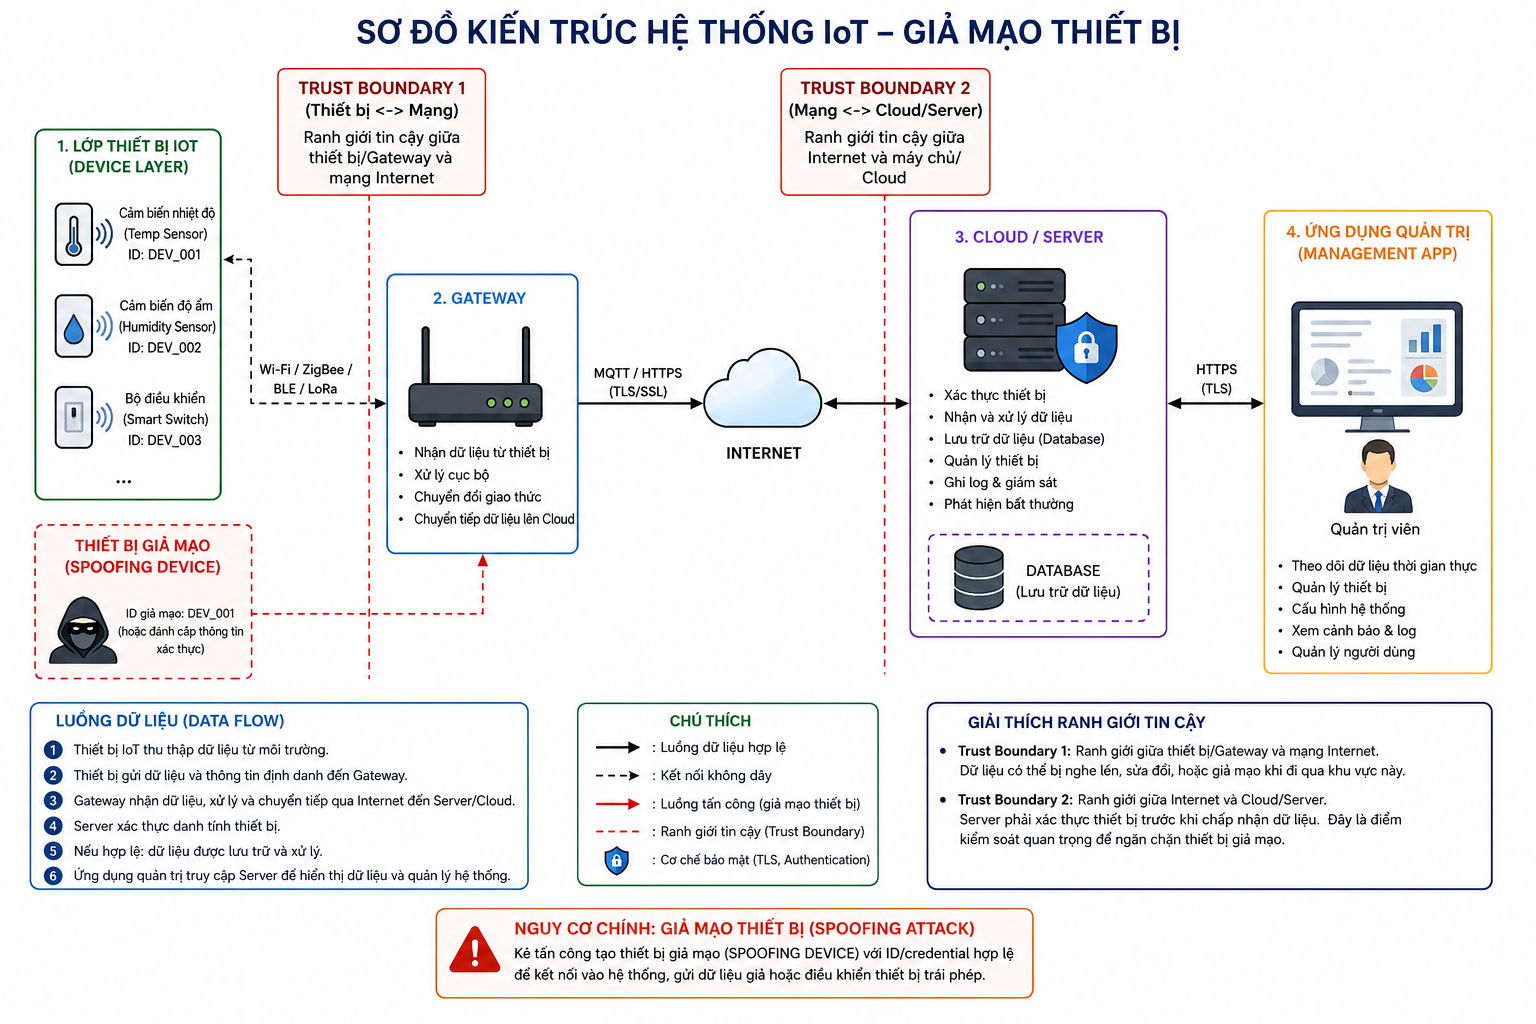 SƠ ĐỒ KIẾN TRÚC HỆ THỐNG IoT – GIẢ MẠO THIẾT BỊ
TRUST BOUNDARY 1
(Thiết bị <-> Mạng)
Ranh giới tin cậy giữa
thiết bị/Gateway và
mạng Internet
TRUST BOUNDARY 2
(Mạng <-> Cloud/Server)
Ranh giới tin cậy giữa
Internet và máy chủ/
Cloud
1. LỚP THIẾT BỊ IOT
(DEVICE LAYER)
Cảm biến nhiệt độ
(Temp Sensor)
ID: DEV_001
Cảm biến độ ẩm
(Humidity Sensor)
ID: DEV_002
Bộ điều khiển
(Smart Switch)
ID: DEV_003
...
Wi-Fi / ZigBee /
BLE / LoRa
2. GATEWAY
• Nhận dữ liệu từ thiết bị
• Xử lý cục bộ
• Chuyển đổi giao thức
• Chuyển tiếp dữ liệu lên Cloud
MQTT / HTTPS
(TLS/SSL)
INTERNET
3. CLOUD / SERVER
• Xác thực thiết bị
• Nhận và xử lý dữ liệu
• Lưu trữ dữ liệu (Database)
• Quản lý thiết bị
• Ghi log & giám sát
• Phát hiện bất thường
DATABASE
(Lưu trữ dữ liệu)
HTTPS
(TLS)
4. ỨNG DỤNG QUẢN TRỊ
(MANAGEMENT APP)
Quản trị viên
• Theo dõi dữ liệu thời gian thực
• Quản lý thiết bị
• Cấu hình hệ thống
• Xem cảnh báo & log
• Quản lý người dùng
THIẾT BỊ GIẢ MẠO
(SPOOFING DEVICE)
ID giả mạo: DEV_001
(hoặc đánh cắp thông tin
xác thực)
LUỒNG DỮ LIỆU (DATA FLOW)
1 Thiết bị IoT thu thập dữ liệu từ môi trường.
2 Thiết bị gửi dữ liệu và thông tin định danh đến Gateway.
3 Gateway nhận dữ liệu, xử lý và chuyển tiếp qua Internet đến Server/Cloud.
4 Server xác thực danh tính thiết bị.
5 Nếu hợp lệ: dữ liệu được lưu trữ và xử lý.
6 Ứng dụng quản trị truy cập Server để hiển thị dữ liệu và quản lý hệ thống.
CHÚ THÍCH
: Luồng dữ liệu hợp lệ
: Kết nối không dây
: Luồng tấn công (giả mạo thiết bị)
: Ranh giới tin cậy (Trust Boundary)
: Cơ chế bảo mật (TLS, Authentication)
GIẢI THÍCH RANH GIỚI TIN CẬY
• Trust Boundary 1: Ranh giới giữa thiết bị/Gateway và mạng Internet.
Dữ liệu có thể bị nghe lén, sửa đổi, hoặc giả mạo khi đi qua khu vực này.
• Trust Boundary 2: Ranh giới giữa Internet và Cloud/Server.
Server phải xác thực thiết bị trước khi chấp nhận dữ liệu. Đây là điểm
kiểm soát quan trọng để ngăn chặn thiết bị giả mạo.
NGUY CƠ CHÍNH: GIẢ MẠO THIẾT BỊ (SPOOFING ATTACK)
Kẻ tấn công tạo thiết bị giả mạo (SPOOFING DEVICE) với ID/credential hợp lệ
để kết nối vào hệ thống, gửi dữ liệu giả hoặc điều khiển thiết bị trái phép.